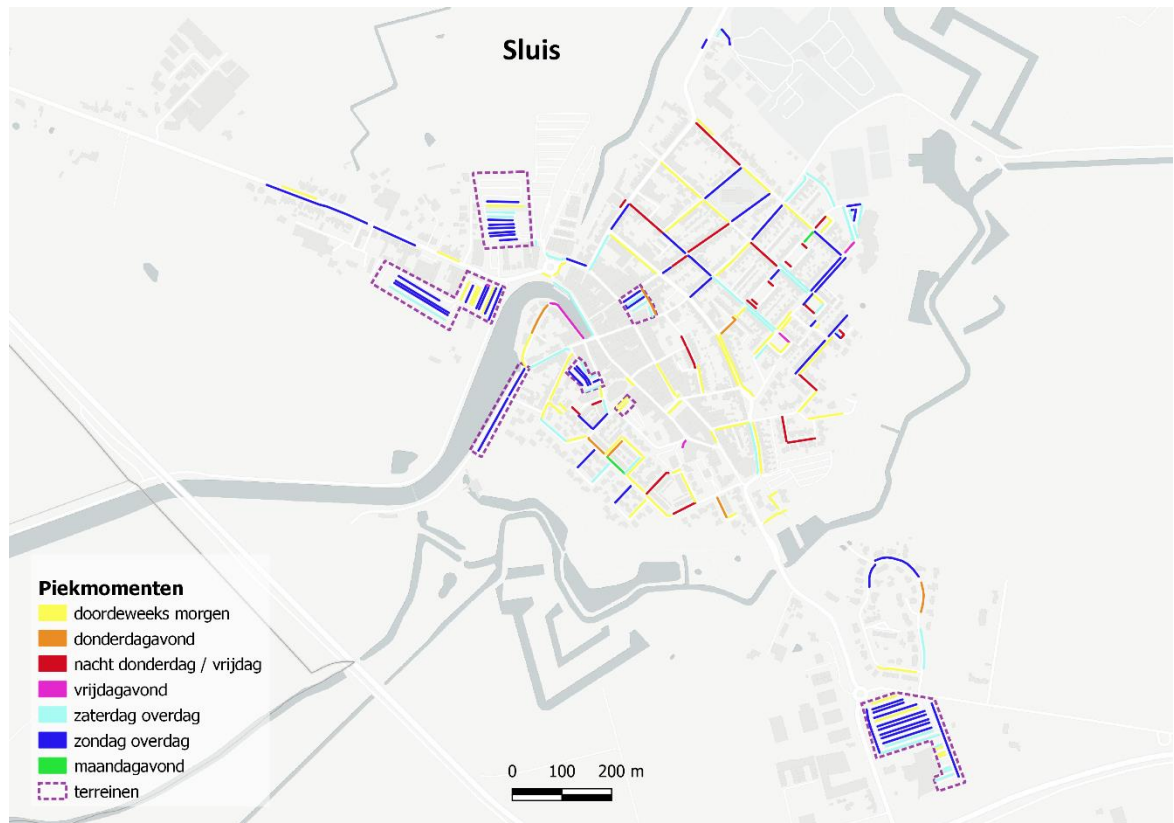 Sluis
Piekmomenten
doordeweeks morgen
donderdagavond
nacht donderdag / vrijdag
vrijdagavond
zaterdag overdag
zondag overdag
maandagavond
terreinen
0 100 200 m